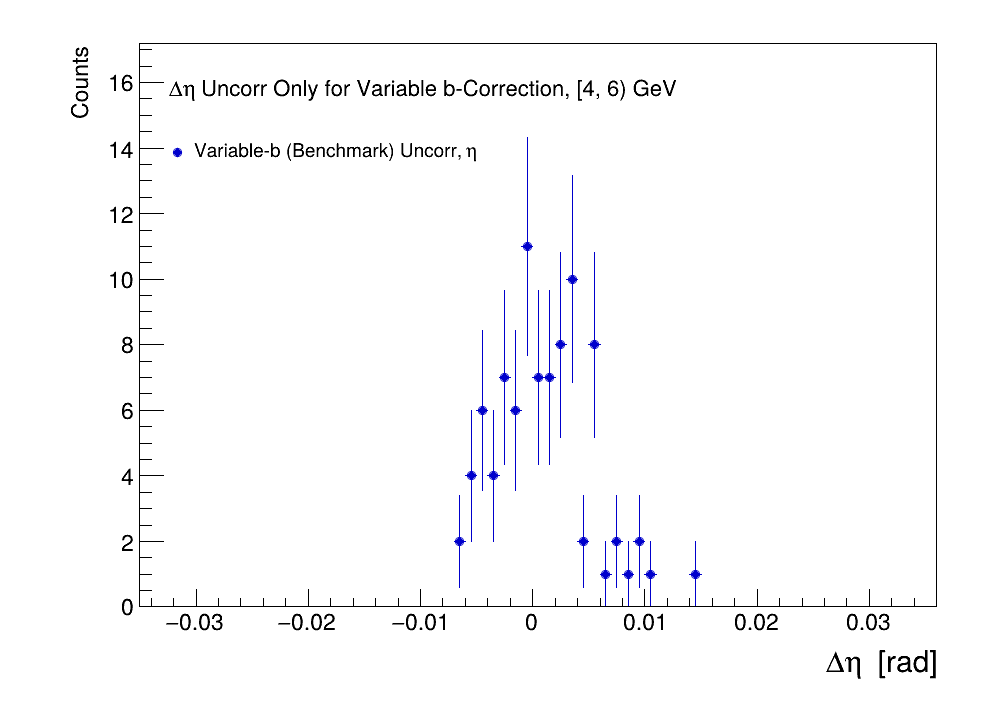 Counts
Δη Uncorr Only for Variable b-Correction, [4, 6) GeV
Variable-b (Benchmark) Uncorr, η
16
14
12
10
8
6
4
2
0
−0.03 −0.02 −0.01 0 0.01 0.02 0.03
Δη [rad]